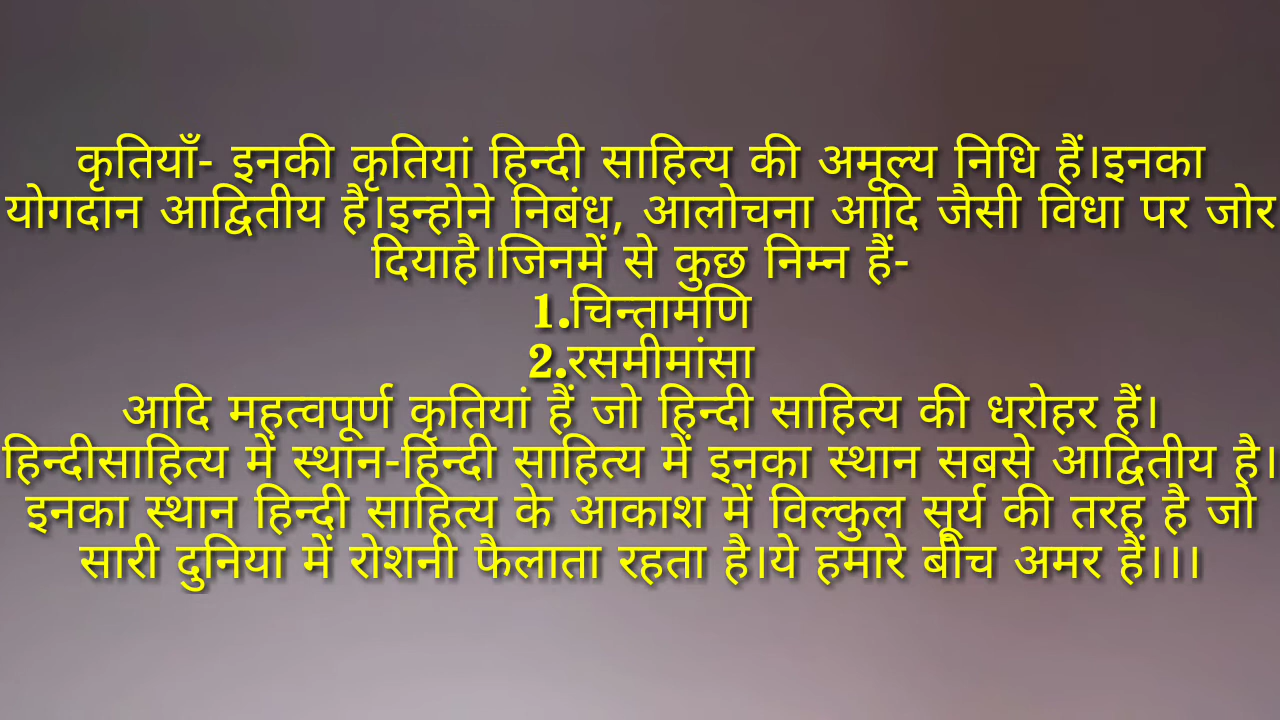 कृतियाँ- इनकी कृतियां हिन्दी साहित्य की अमूल्य निधि हैं।इनका
योगदान आद्वितीय है।इन्होने निबंध, आलोचना आदि जैसी विधा पर जोर
दियाहै।जिनमें से कुछ निम्न हैं-
1.चिन्तामणि
2.रसमीमांसा
आदि महत्वपूर्ण कृतियां हैं जो हिन्दी साहित्य की धरोहर हैं।
हिन्दीसाहित्य में स्थान-हिन्दी साहित्य में इनका स्थान सबसे आद्वितीय है।
इनका स्थान हिन्दी साहित्य के आकाश में विल्कुल सूर्य की तरह है जो
सारी दुनिया में रोशनी फैलाता रहता है।ये हमारे बीच अमर हैं।।।